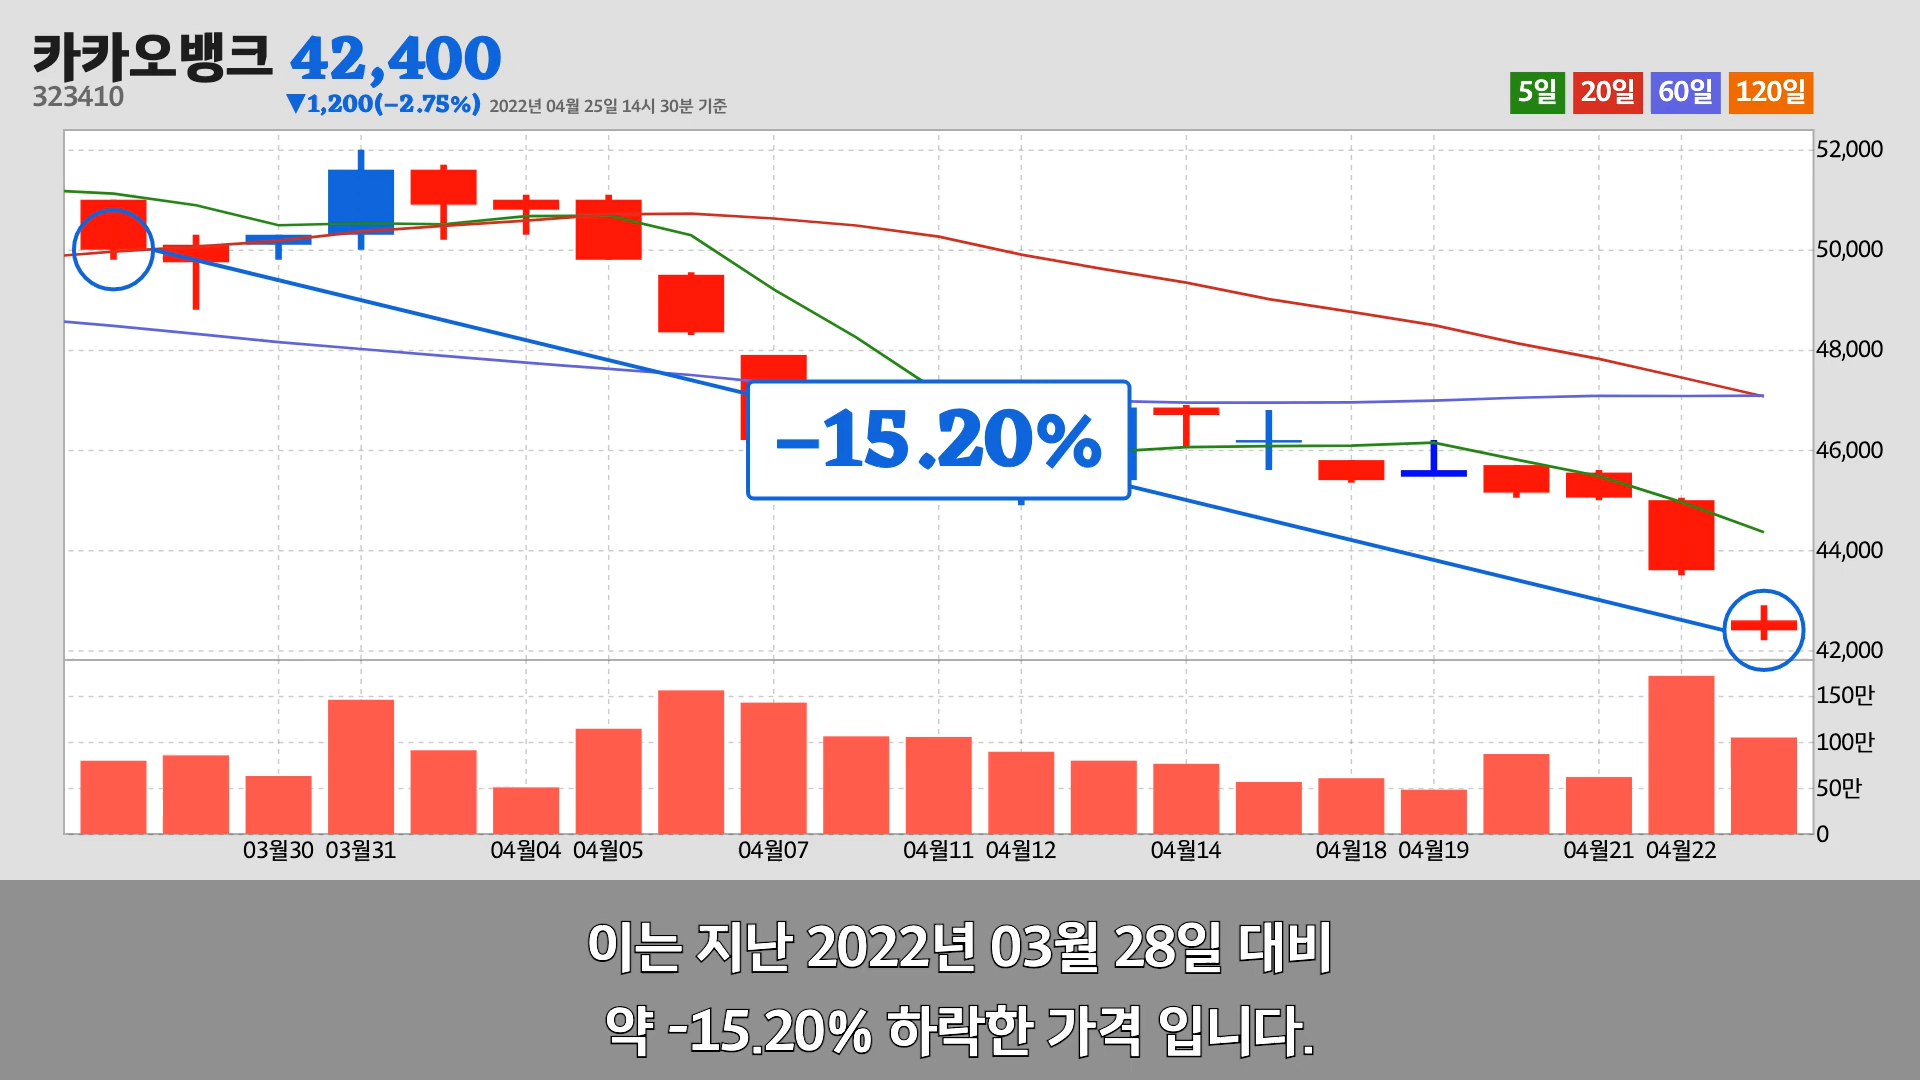 카카오뱅크 42,400
323410 ▼1,200(-2.75%) 2022년 04월 25일 14시 30분 기준
5일 20일 60일 120일
52,000
50,000
48,000
46,000
44,000
42,000
-15.20%
150만
100만
50만
0
03월30 03월31 04월04 04월05 04월07 04월11 04월12 04월14 04월18 04월19 04월21 04월22
이는 지난 2022년 03월 28일 대비
약 -15.20% 하락한 가격 입니다.